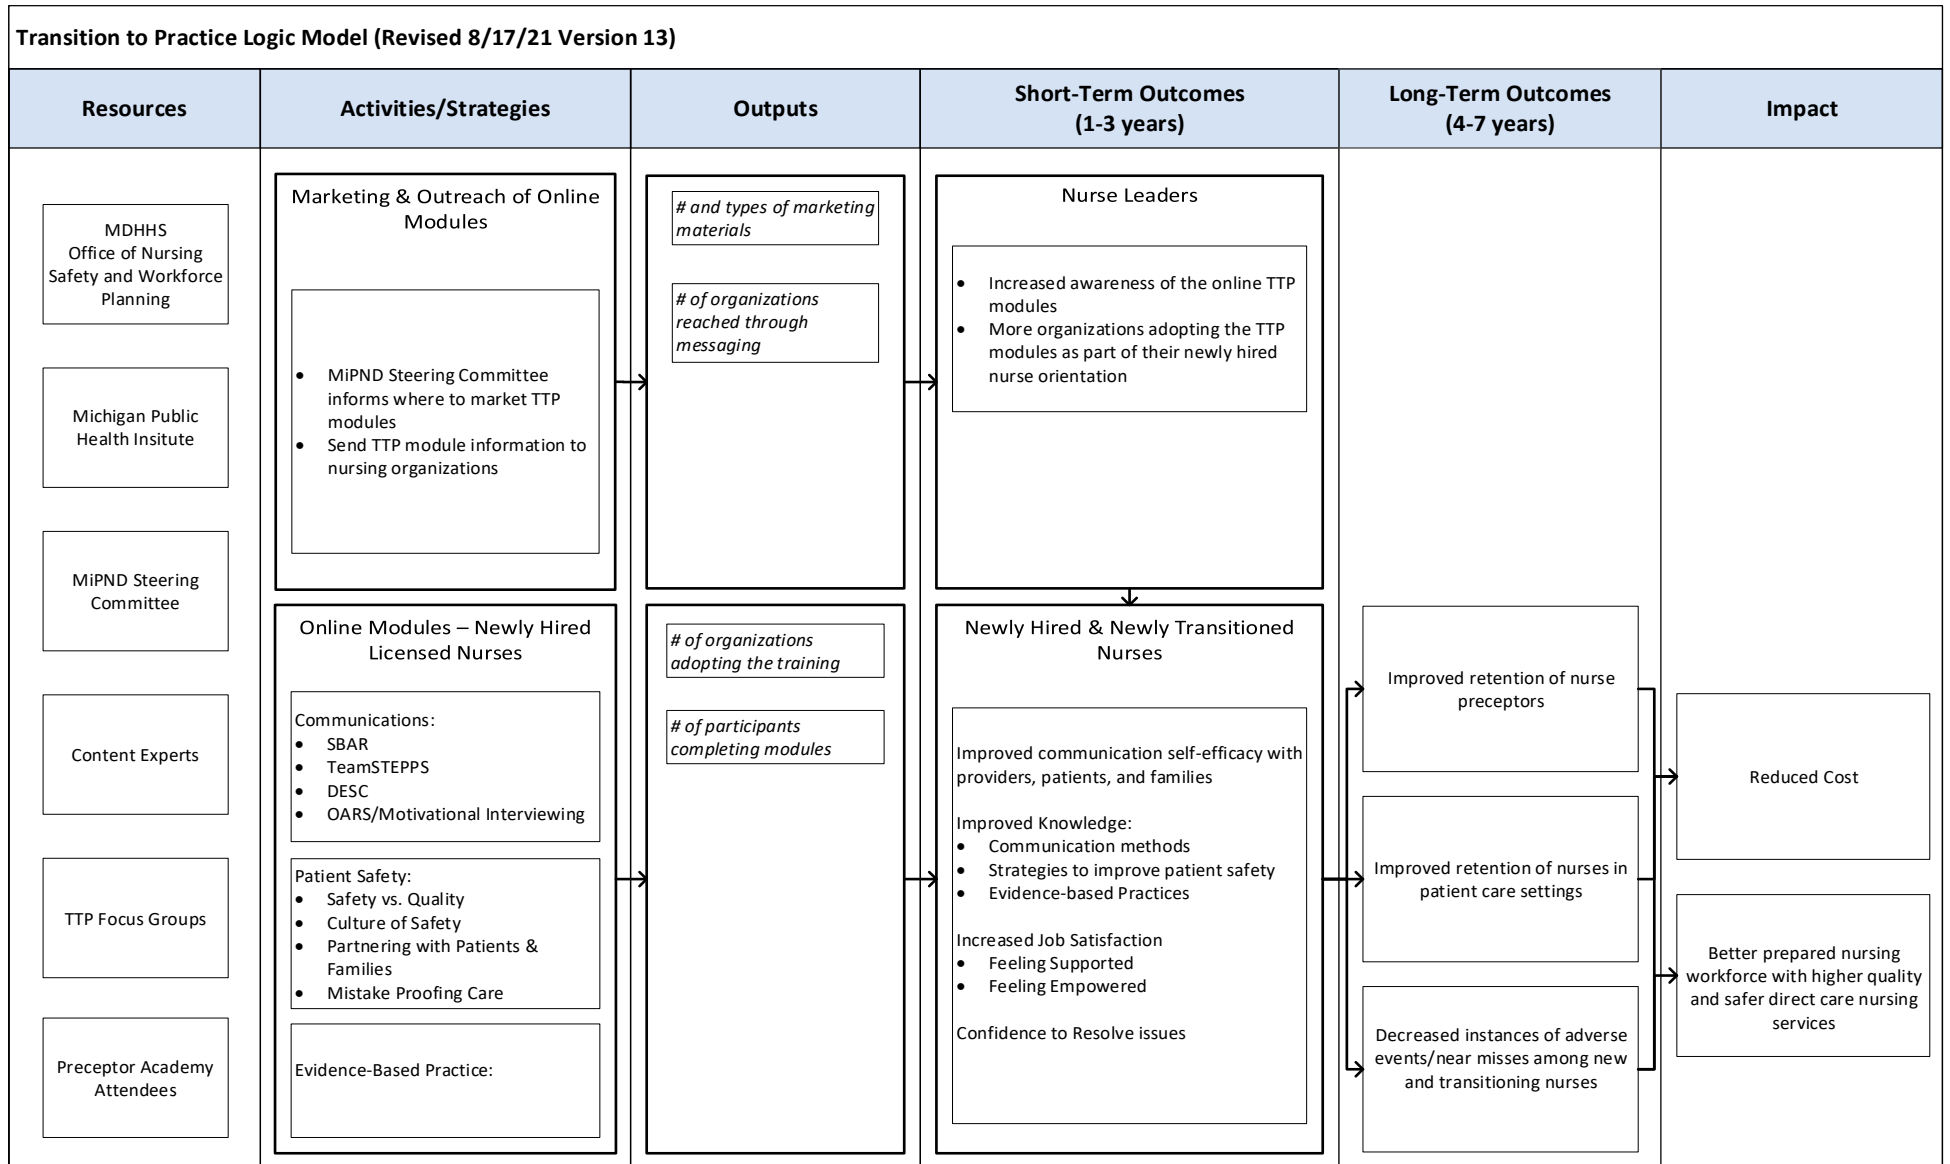 Transition to Practice Logic Model (Revised 8/17/21 Version 13)
Resources
Activities/Strategies
Outputs
Short-Term Outcomes
(1-3 years)
Long-Term Outcomes
(4-7 years)
Impact
MDHHS
Office of Nursing
Safety and Workforce
Planning
Michigan Public
Health Insitute
MiPND Steering
Committee
Content Experts
TTP Focus Groups
Preceptor Academy
Attendees
Marketing & Outreach of Online
Modules
• MiPND Steering Committee
informs where to market TTP
modules
• Send TTP module information to
nursing organizations
Online Modules – Newly Hired
Licensed Nurses
Communications:
• SBAR
• TeamSTEPPS
• DESC
• OARS/Motivational Interviewing
Patient Safety:
• Safety vs. Quality
• Culture of Safety
• Partnering with Patients &
Families
• Mistake Proofing Care
Evidence-Based Practice:
# and types of marketing
materials
# of organizations
reached through
messaging
# of organizations
adopting the training
# of participants
completing modules
Nurse Leaders
• Increased awareness of the online TTP
modules
• More organizations adopting the TTP
modules as part of their newly hired
nurse orientation
Newly Hired & Newly Transitioned
Nurses
Improved communication self-efficacy with
providers, patients, and families
Improved Knowledge:
• Communication methods
• Strategies to improve patient safety
• Evidence-based Practices
Increased Job Satisfaction
• Feeling Supported
• Feeling Empowered
Confidence to Resolve issues
Improved retention of nurse
preceptors
Improved retention of nurses in
patient care settings
Decreased instances of adverse
events/near misses among new
and transitioning nurses
Reduced Cost
Better prepared nursing
workforce with higher quality
and safer direct care nursing
services